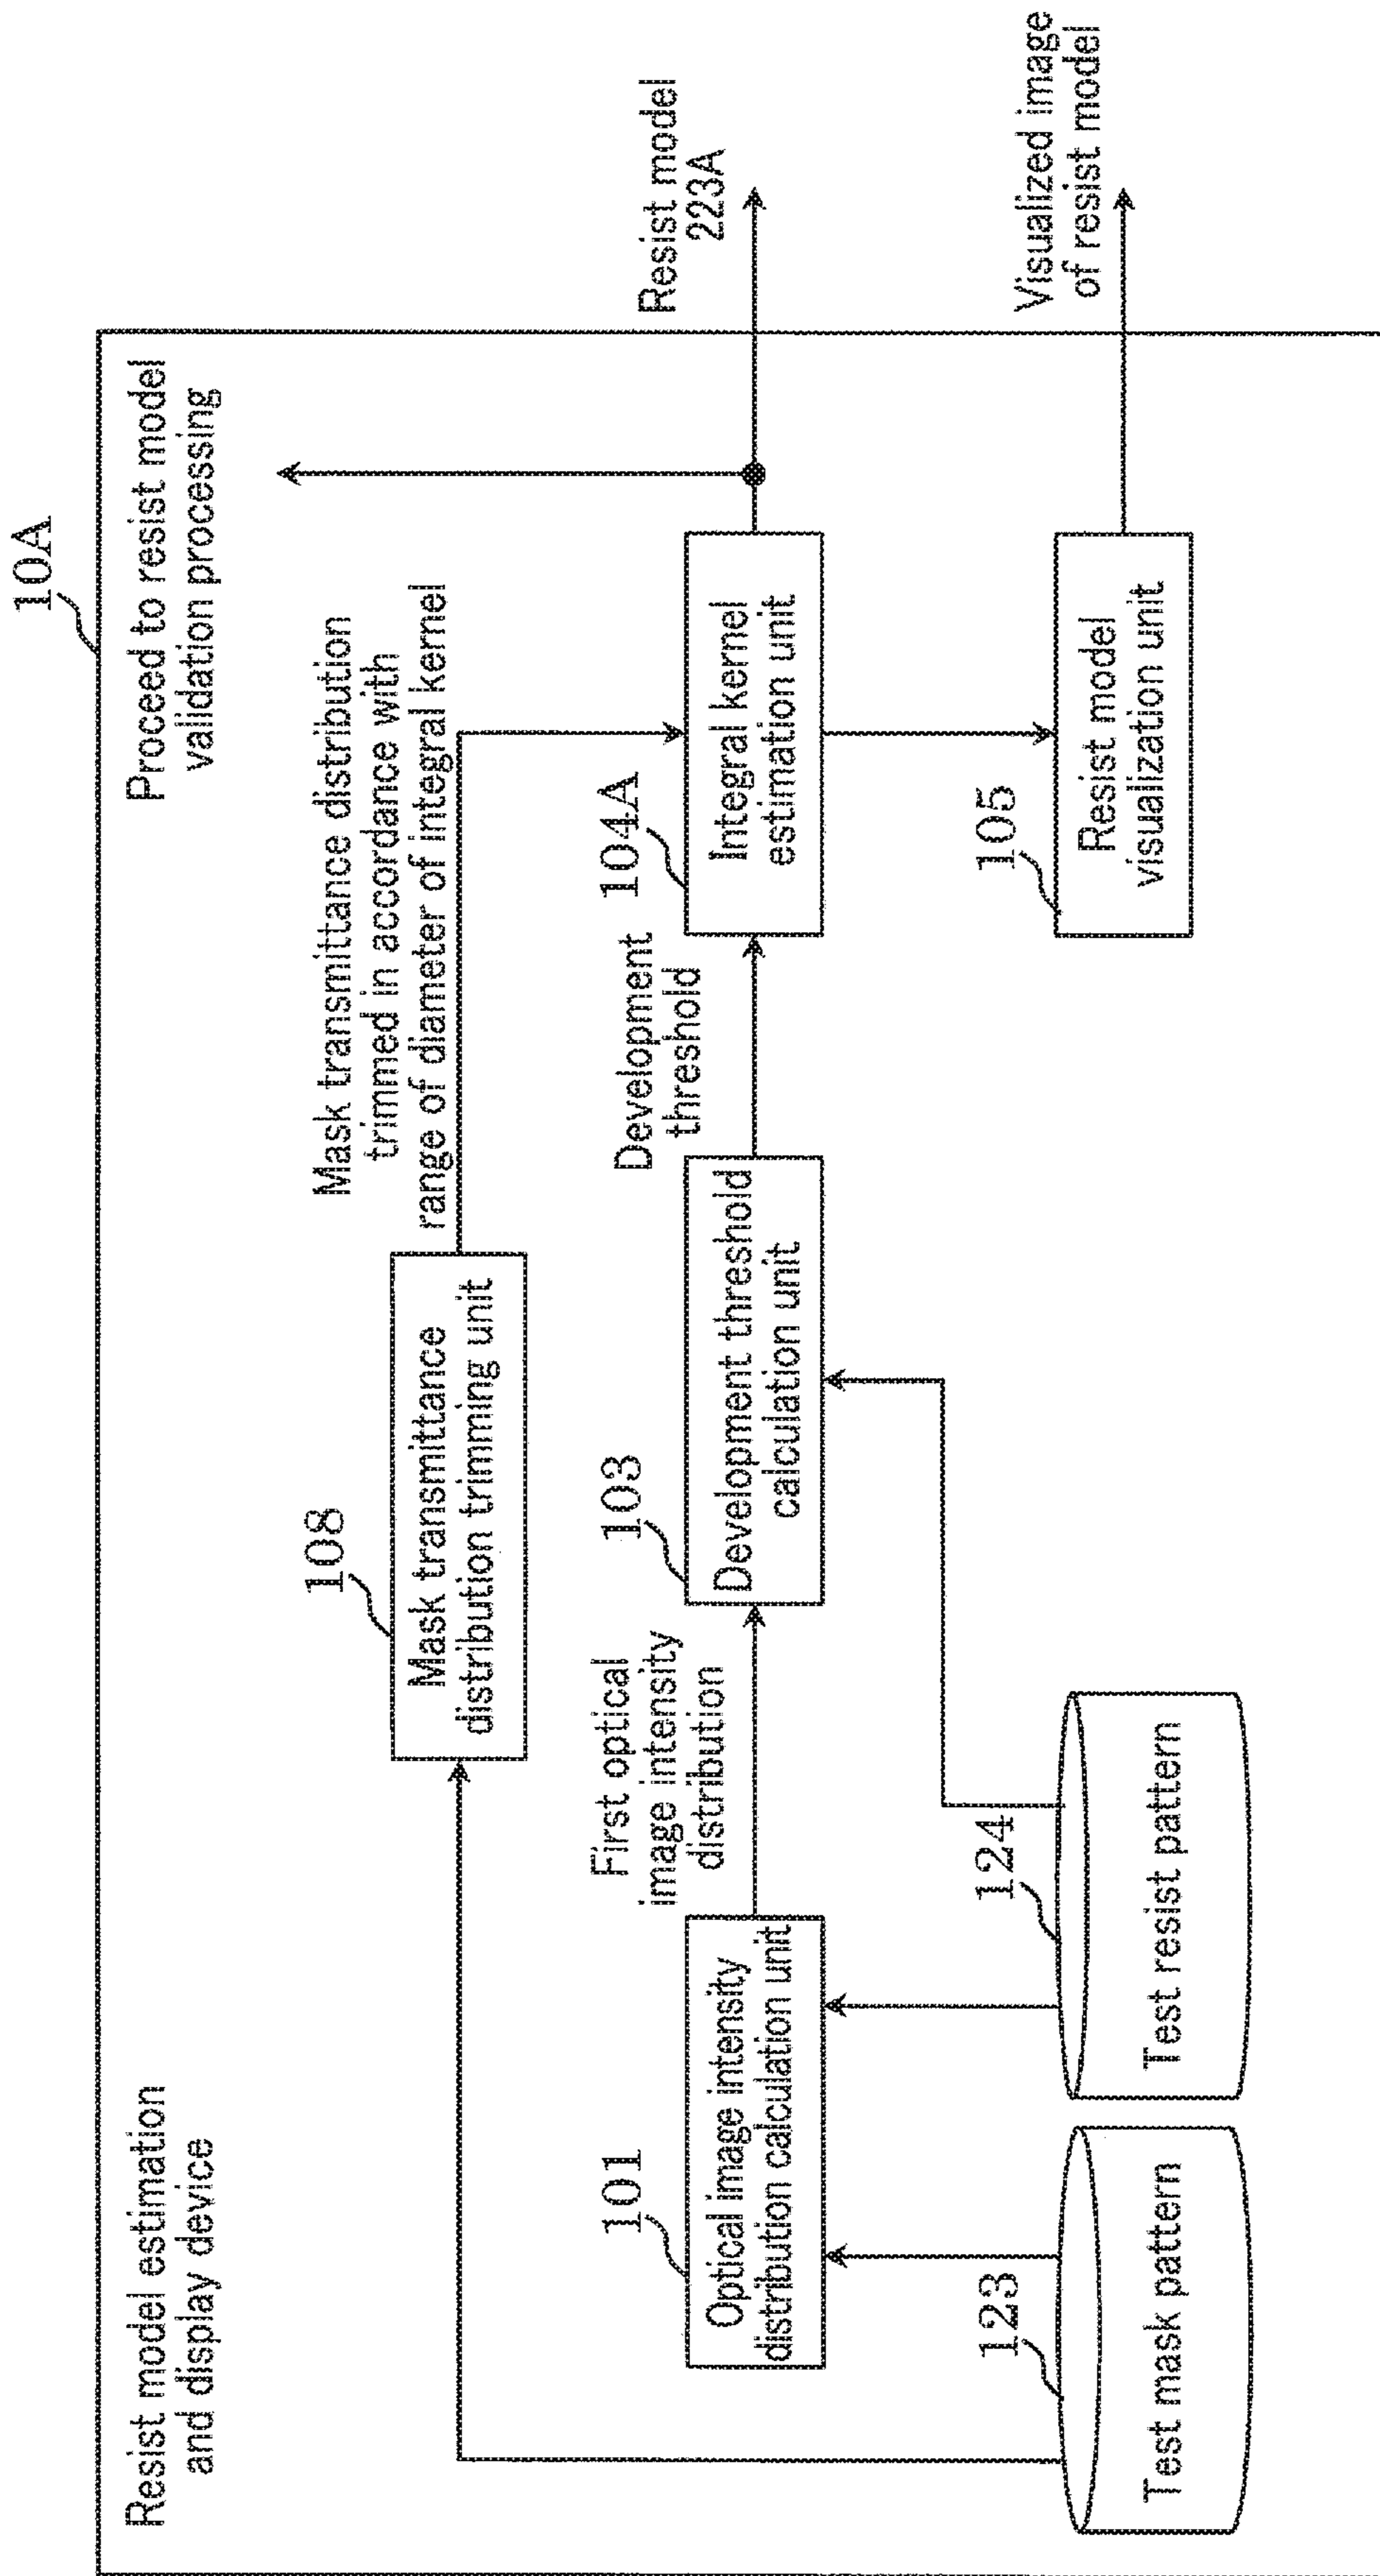 10A
Resist model estimation
and display device
Proceed to resist model
validation processing
108
Mask transmittance
distribution trimming unit
Mask transmittance distribution
trimmed in accordance with
range of diameter of integral kernel
101
Optical image intensity
distribution calculation unit
First optical
image intensity
distribution
103
Development threshold
calculation unit
Development
threshold
104A
Integral kernel
estimation unit
Resist model
223A
123
Test mask pattern
124
Test resist pattern
105
Resist model
visualization unit
Visualized image
of resist model